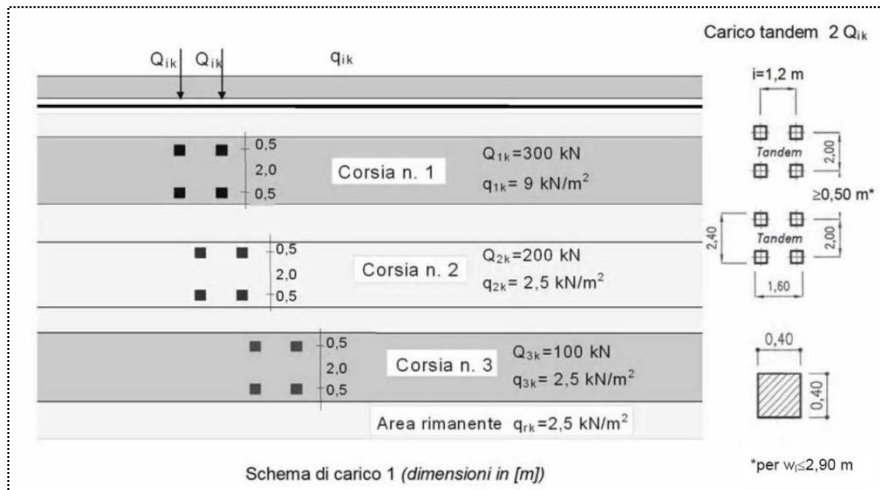 Carico tandem 2 Qik
Qik Qik qik
i=1,2 m
0,5
2,0
0,5
Corsia n. 1
Q1k=300 kN
q1k= 9 kN/m²
Tandem
2,00
≥0,50 m*
0,5
2,0
0,5
Corsia n. 2
Q2k=200 kN
q2k= 2,5 kN/m²
2,40
Tandem
2,00
1,60
0,5
2,0
0,5
Corsia n. 3
Q3k=100 kN
q3k= 2,5 kN/m²
0,40
0,40
Area rimanente qrk=2,5 kN/m²
Schema di carico 1 (dimensioni in [m])
*per wl≤2,90 m